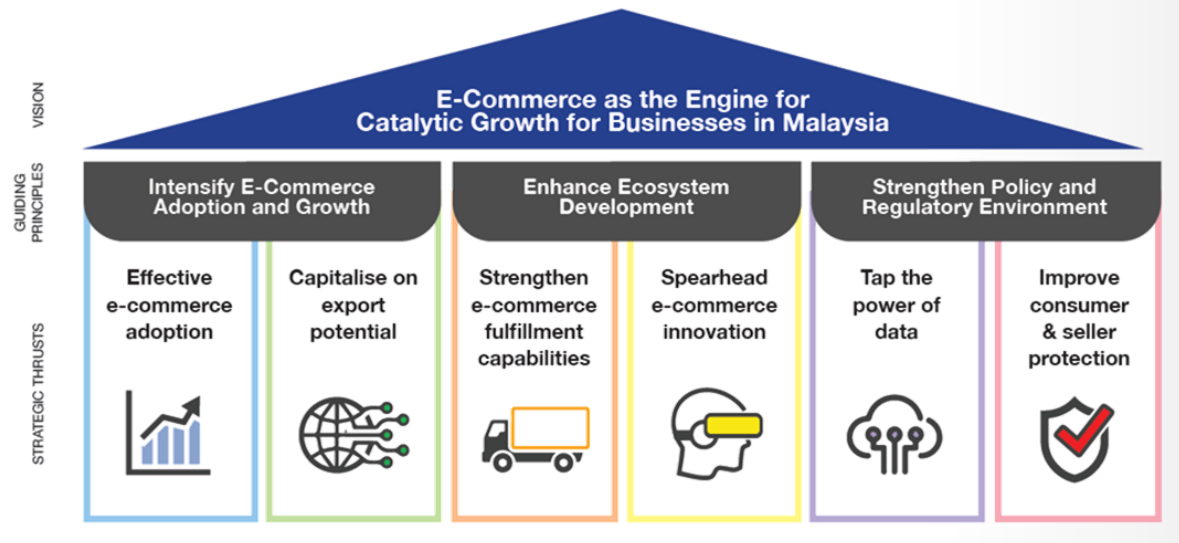 VISION
E-Commerce as the Engine for
Catalytic Growth for Businesses in Malaysia
GUIDING
PRINCIPLES
Intensify E-Commerce
Adoption and Growth
Enhance Ecosystem
Development
Strengthen Policy and
Regulatory Environment
STRATEGIC THRUSTS
Effective
e-commerce
adoption
Capitalise on
export
potential
Strengthen
e-commerce
fulfillment
capabilities
Spearhead
e-commerce
innovation
Tap the
power of
data
Improve
consumer
& seller
protection